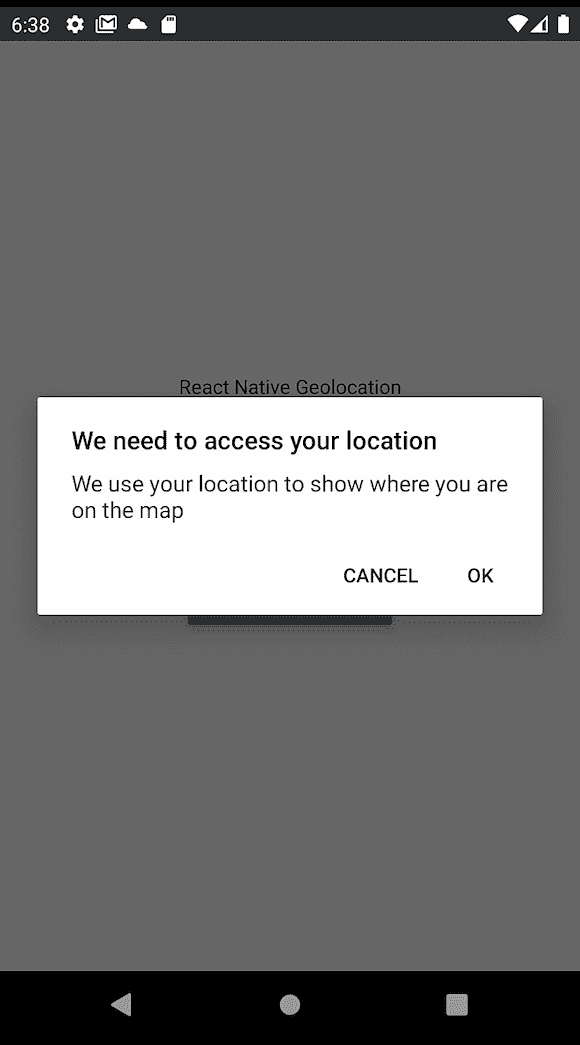 6:38
React Native Geolocation
We need to access your location
We use your location to show where you are
on the map
CANCEL OK